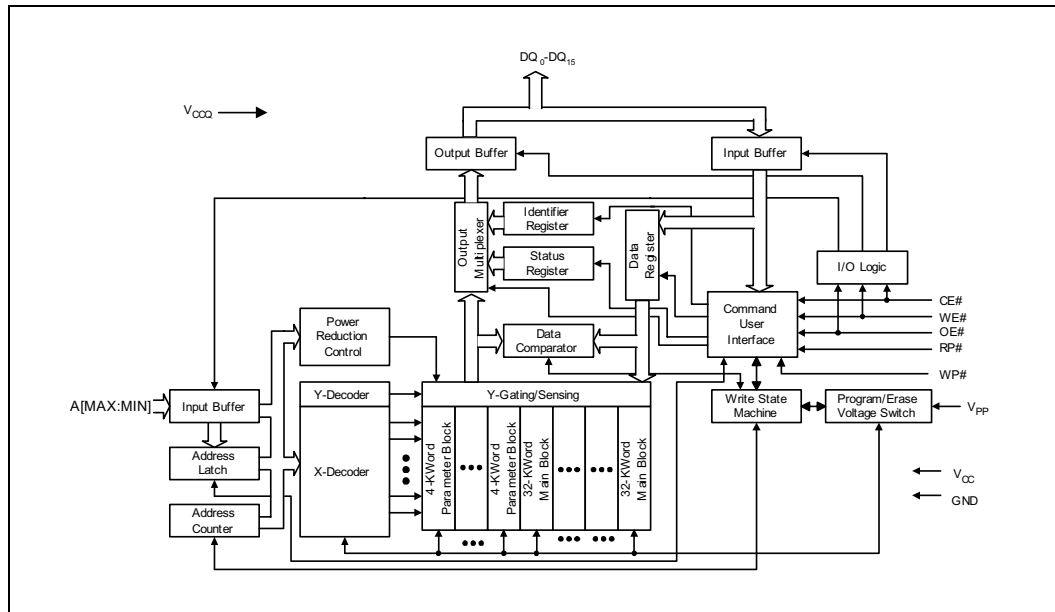 DQ0-DQ15
VCCQ
Output Buffer
Input Buffer
Output
Multiplexer
Identifier
Register
Status
Register
Data
Register
I/O Logic
Command
User
Interface
CE#
WE#
OE#
RP#
WP#
Power
Reduction
Control
Data
Comparator
A[MAX:MIN]
Input Buffer
Y-Decoder
Y-Gating/Sensing
Write State
Machine
Program/Erase
Voltage Switch
VPP
Address
Latch
X-Decoder
4-KWord
Parameter Block
4-KWord
Parameter Block
32-KWord
Main Block
32-KWord
Main Block
VCC
GND
Address
Counter